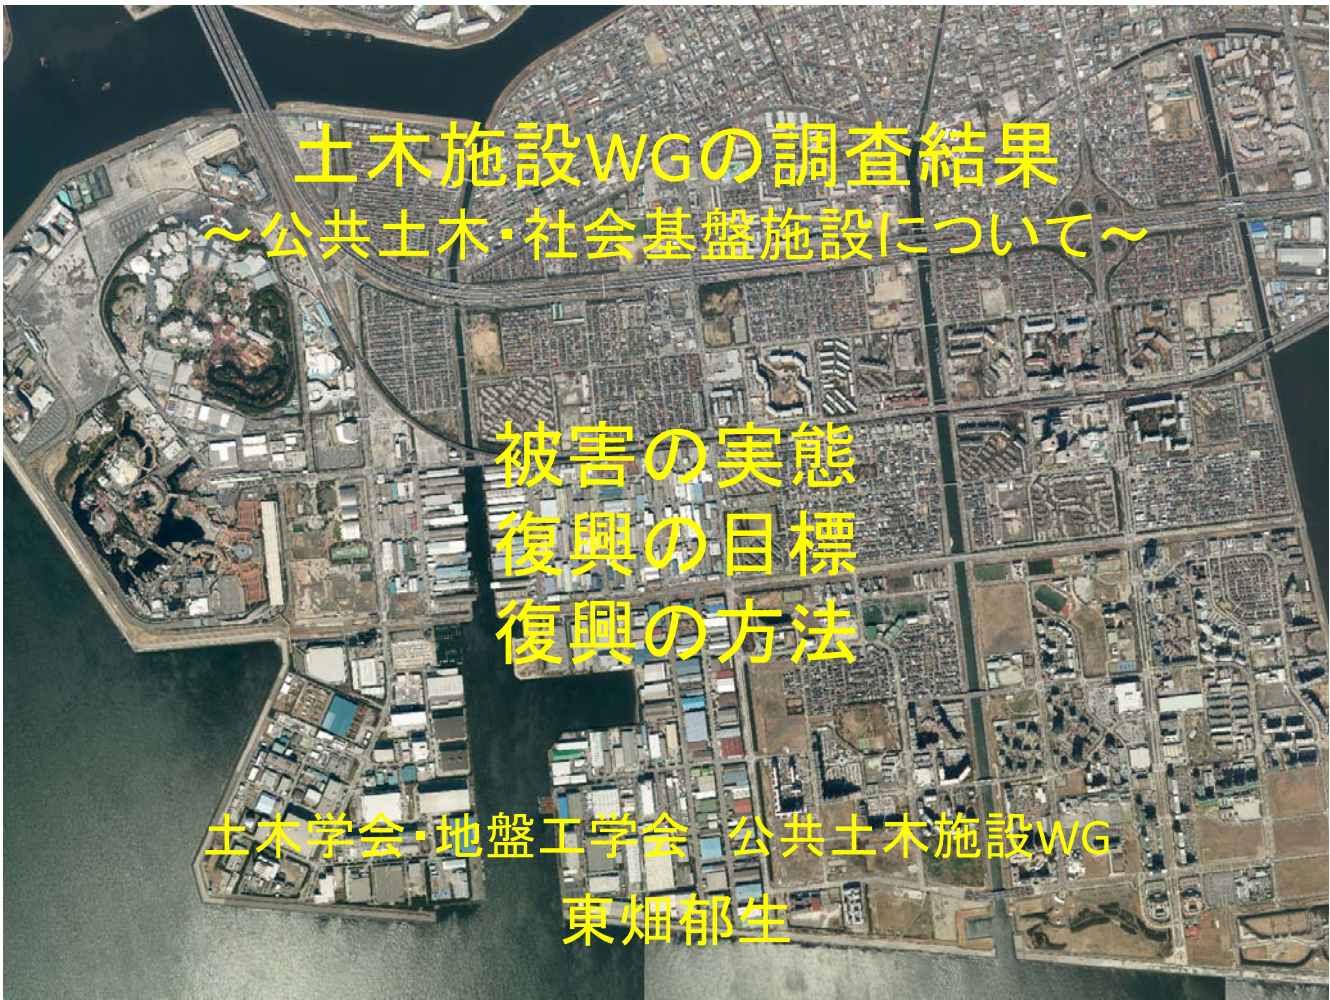 土木施設WGの調査結果
～公共土木・社会基盤施設について～
被害の実態
復興の目標
復興の方法
土木学会・地盤工学会　公共土木施設WG
東畑郁生